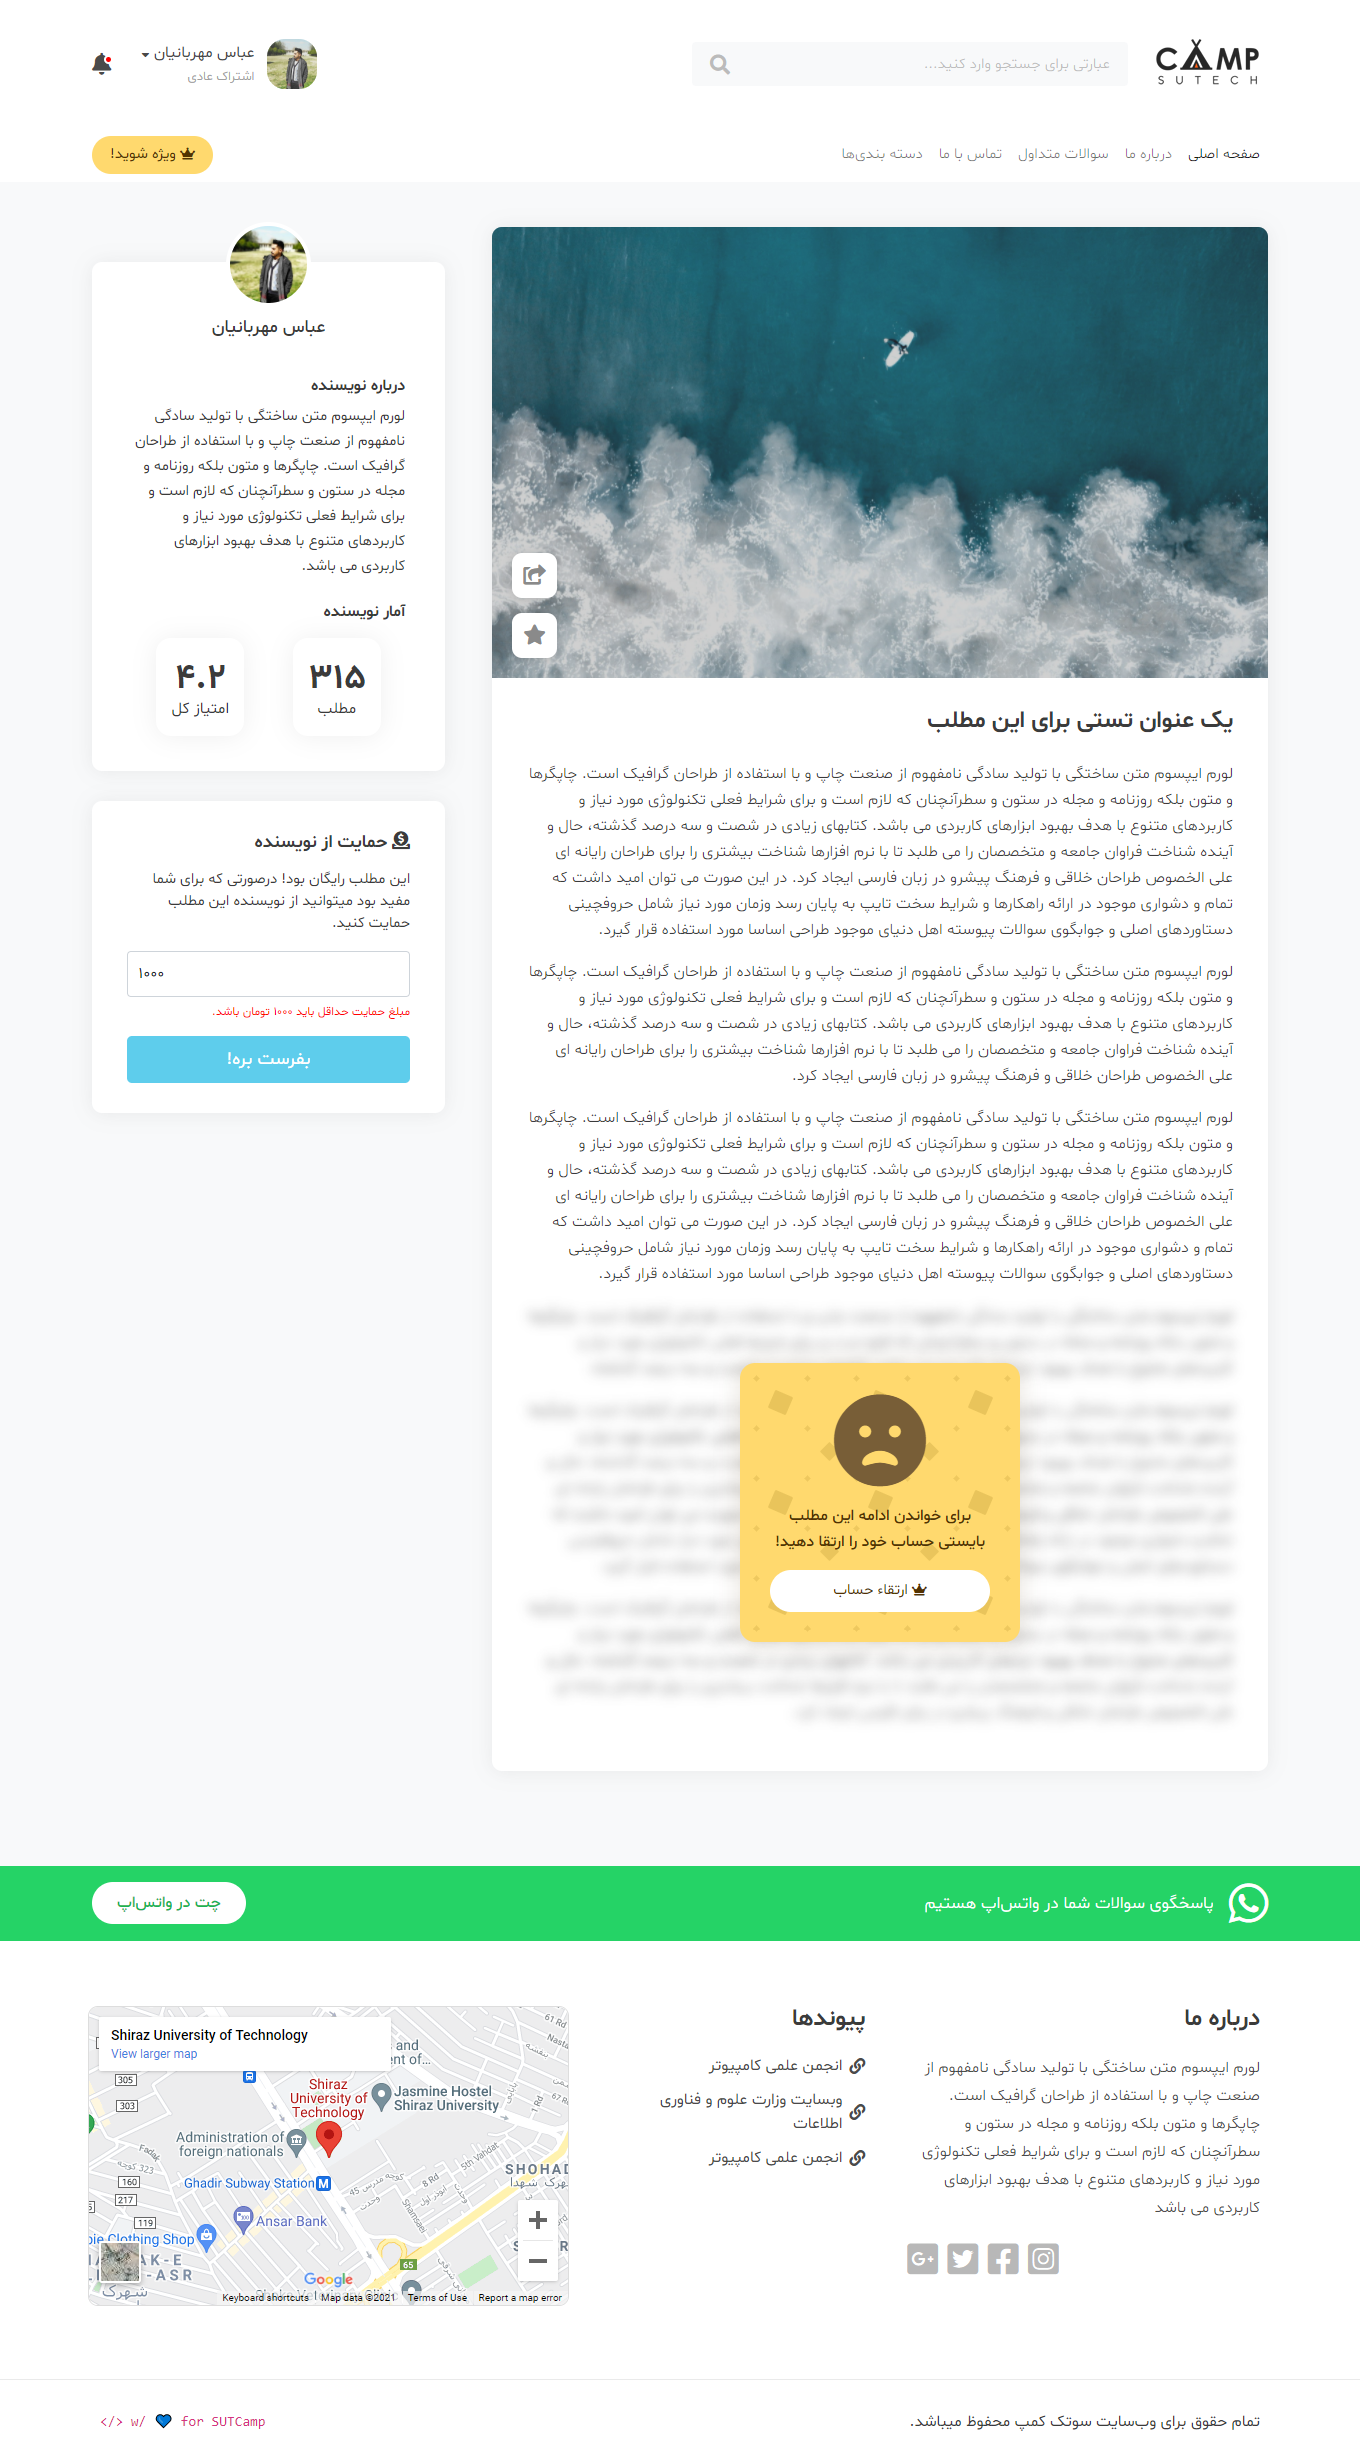 CAMP
SUTECH
عبارتی برای جستجو وارد کنید...
عباس مهربانیان
اشتراک عادی
صفحه اصلی
درباره ما
سوالات متداول
تماس با ما
دسته بندی‌ها
ویژه شوید!
یک عنوان تستی برای این مطلب
لورم ایپسوم متن ساختگی با تولید سادگی نامفهوم از صنعت چاپ و با استفاده از طراحان گرافیک است. چاپگرها
و متون بلکه روزنامه و مجله در ستون و سطرآنچنان که لازم است و برای شرایط فعلی تکنولوژی مورد نیاز و
کاربردهای متنوع با هدف بهبود ابزارهای کاربردی می باشد. کتابهای زیادی در شصت و سه درصد گذشته، حال و
آینده شناخت فراوان جامعه و متخصصان را می طلبد تا با نرم افزارها شناخت بیشتری را برای طراحان رایانه ای
علی الخصوص طراحان خلاقی و فرهنگ پیشرو در زبان فارسی ایجاد کرد. در این صورت می توان امید داشت که
تمام و دشواری موجود در ارائه راهکارها و شرایط سخت تایپ به پایان رسد وزمان مورد نیاز شامل حروفچینی
دستاوردهای اصلی و جوابگوی سوالات پیوسته اهل دنیای موجود طراحی اساسا مورد استفاده قرار گیرد.
لورم ایپسوم متن ساختگی با تولید سادگی نامفهوم از صنعت چاپ و با استفاده از طراحان گرافیک است. چاپگرها
و متون بلکه روزنامه و مجله در ستون و سطرآنچنان که لازم است و برای شرایط فعلی تکنولوژی مورد نیاز و
کاربردهای متنوع با هدف بهبود ابزارهای کاربردی می باشد. کتابهای زیادی در شصت و سه درصد گذشته، حال و
آینده شناخت فراوان جامعه و متخصصان را می طلبد تا با نرم افزارها شناخت بیشتری را برای طراحان رایانه ای
علی الخصوص طراحان خلاقی و فرهنگ پیشرو در زبان فارسی ایجاد کرد.
لورم ایپسوم متن ساختگی با تولید سادگی نامفهوم از صنعت چاپ و با استفاده از طراحان گرافیک است. چاپگرها
و متون بلکه روزنامه و مجله در ستون و سطرآنچنان که لازم است و برای شرایط فعلی تکنولوژی مورد نیاز و
کاربردهای متنوع با هدف بهبود ابزارهای کاربردی می باشد. کتابهای زیادی در شصت و سه درصد گذشته، حال و
آینده شناخت فراوان جامعه و متخصصان را می طلبد تا با نرم افزارها شناخت بیشتری را برای طراحان رایانه ای
علی الخصوص طراحان خلاقی و فرهنگ پیشرو در زبان فارسی ایجاد کرد. در این صورت می توان امید داشت که
تمام و دشواری موجود در ارائه راهکارها و شرایط سخت تایپ به پایان رسد وزمان مورد نیاز شامل حروفچینی
دستاوردهای اصلی و جوابگوی سوالات پیوسته اهل دنیای موجود طراحی اساسا مورد استفاده قرار گیرد.
برای خواندن ادامه این مطلب
بایستی حساب خود را ارتقا دهید!
ارتقاء حساب
عباس مهربانیان
درباره نویسنده
لورم ایپسوم متن ساختگی با تولید سادگی
نامفهوم از صنعت چاپ و با استفاده از طراحان
گرافیک است. چاپگرها و متون بلکه روزنامه و
مجله در ستون و سطرآنچنان که لازم است و
برای شرایط فعلی تکنولوژی مورد نیاز و
کاربردهای متنوع با هدف بهبود ابزارهای
کاربردی می باشد.
آمار نویسنده
۳۱۵
مطلب
۴.۲
امتیاز کل
حمایت از نویسنده
این مطلب رایگان بود! درصورتی که برای شما
مفید بود میتوانید از نویسنده این مطلب
حمایت کنید.
۱۰۰۰
مبلغ حمایت حداقل باید ۱۰۰۰ تومان باشد.
بفرست بره!
پاسخگوی سوالات شما در واتس‌اپ هستیم
چت در واتس‌اپ
درباره ما
لورم ایپسوم متن ساختگی با تولید سادگی نامفهوم از
صنعت چاپ و با استفاده از طراحان گرافیک است.
چاپگرها و متون بلکه روزنامه و مجله در ستون و
سطرآنچنان که لازم است و برای شرایط فعلی تکنولوژی
مورد نیاز و کاربردهای متنوع با هدف بهبود ابزارهای
کاربردی می باشد
پیوندها
انجمن علمی کامپیوتر
وبسایت وزارت علوم و فناوری
اطلاعات
انجمن علمی کامپیوتر
Shiraz University of Technology
View larger map
Shiraz
University of
Technology
Jasmine Hostel
Shiraz University
Administration of
foreign nationals
Ghadir Subway Station
Ansar Bank
Clothing Shop
305
303
160
217
119
65
61 Rd
8 Rd
5th Vahdat
Shamsaei
SHOHAD
Google
Keyboard shortcuts
Map data ©2021
Terms of Use
Report a map error
تمام حقوق برای وب‌سایت سوتک کمپ محفوظ میباشد.
</> w/ 💙 for SUTCamp